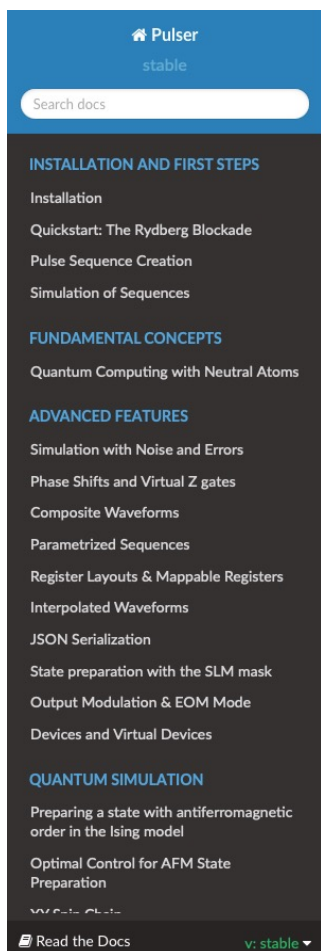 Pulser
stable
Search docs
INSTALLATION AND FIRST STEPS
Installation
Quickstart: The Rydberg Blockade
Pulse Sequence Creation
Simulation of Sequences
FUNDAMENTAL CONCEPTS
Quantum Computing with Neutral Atoms
ADVANCED FEATURES
Simulation with Noise and Errors
Phase Shifts and Virtual Z gates
Composite Waveforms
Parametrized Sequences
Register Layouts & Mappable Registers
Interpolated Waveforms
JSON Serialization
State preparation with the SLM mask
Output Modulation & EOM Mode
Devices and Virtual Devices
QUANTUM SIMULATION
Preparing a state with antiferromagnetic
order in the Ising model
Optimal Control for AFM State
Preparation
XY Spin Chain
Read the Docs v: stable